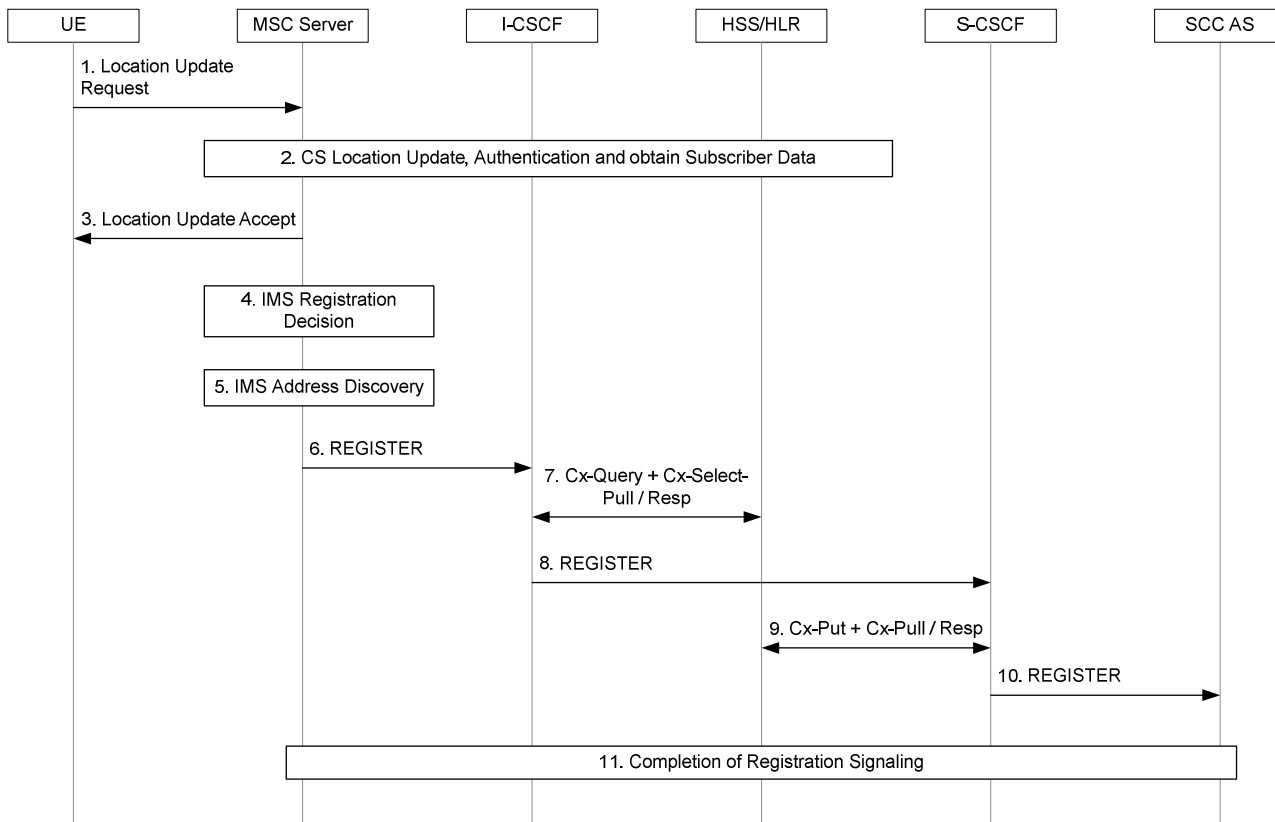 UE
MSC Server
I-CSCF
HSS/HLR
S-CSCF
SCC AS
1. Location Update
Request
2. CS Location Update, Authentication and obtain Subscriber Data
3. Location Update Accept
4. IMS Registration
Decision
5. IMS Address Discovery
6. REGISTER
7. Cx-Query + Cx-Select-
Pull / Resp
8. REGISTER
9. Cx-Put + Cx-Pull / Resp
10. REGISTER
11. Completion of Registration Signaling